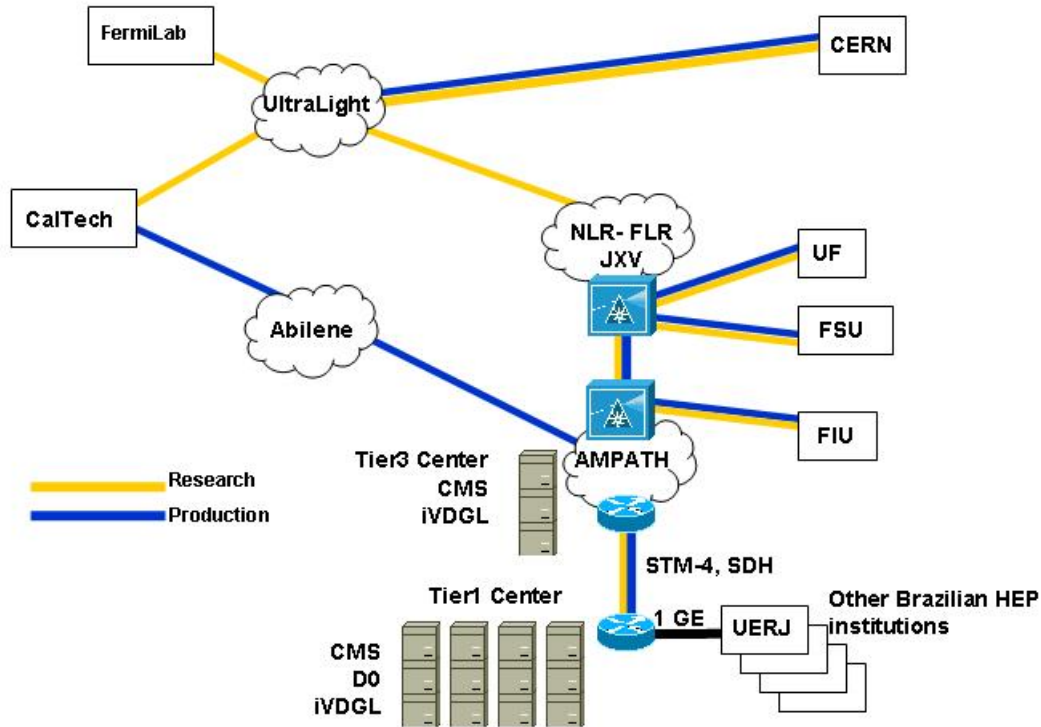 FermiLab
CERN
UltraLight
CalTech
NLR- FLR
JXV
UF
Abilene
FSU
FIU
Tier3 Center
CMS
iVDGL
AMPATH
Research
Production
STM-4, SDH
Tier1 Center
1 GE
UERJ
Other Brazilian HEP
institutions
CMS
D0
iVDGL